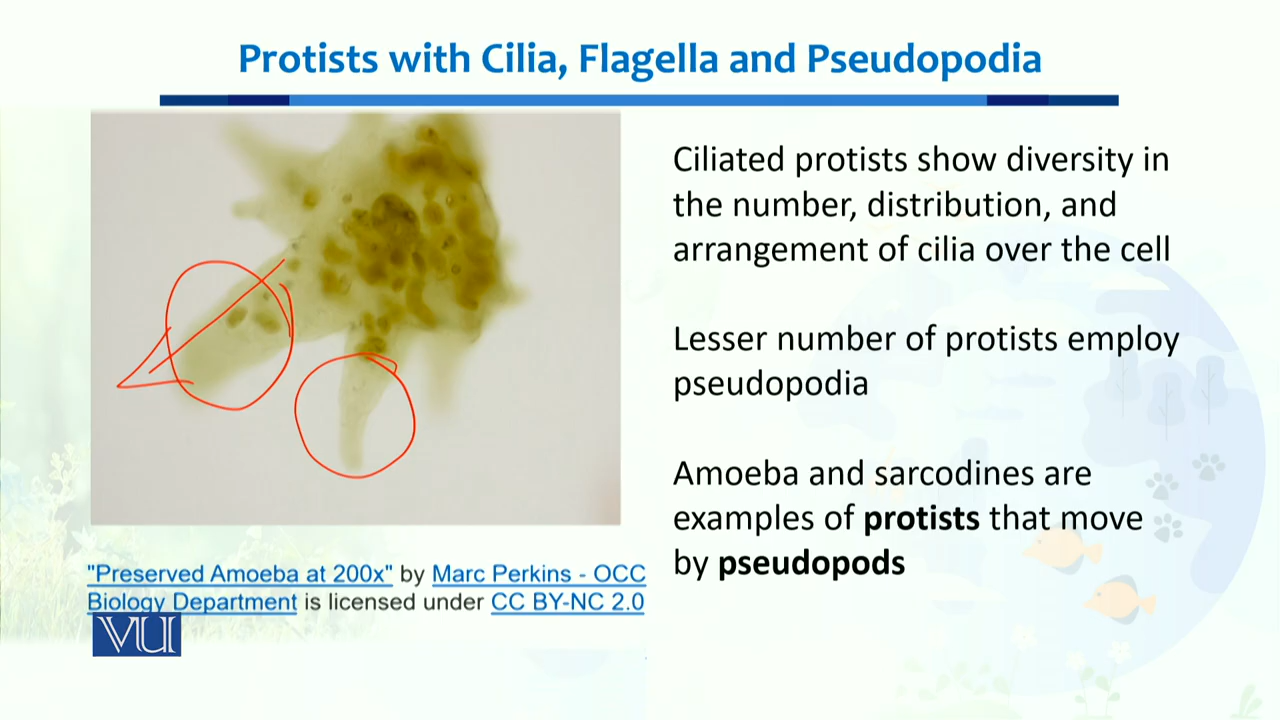 Protists with Cilia, Flagella and Pseudopodia
Ciliated protists show diversity in
the number, distribution, and
arrangement of cilia over the cell
Lesser number of protists employ
pseudopodia
Amoeba and sarcodines are
examples of protists that move
by pseudopods
"Preserved Amoeba at 200x" by Marc Perkins - OCC
Biology Department is licensed under CC BY-NC 2.0
VU